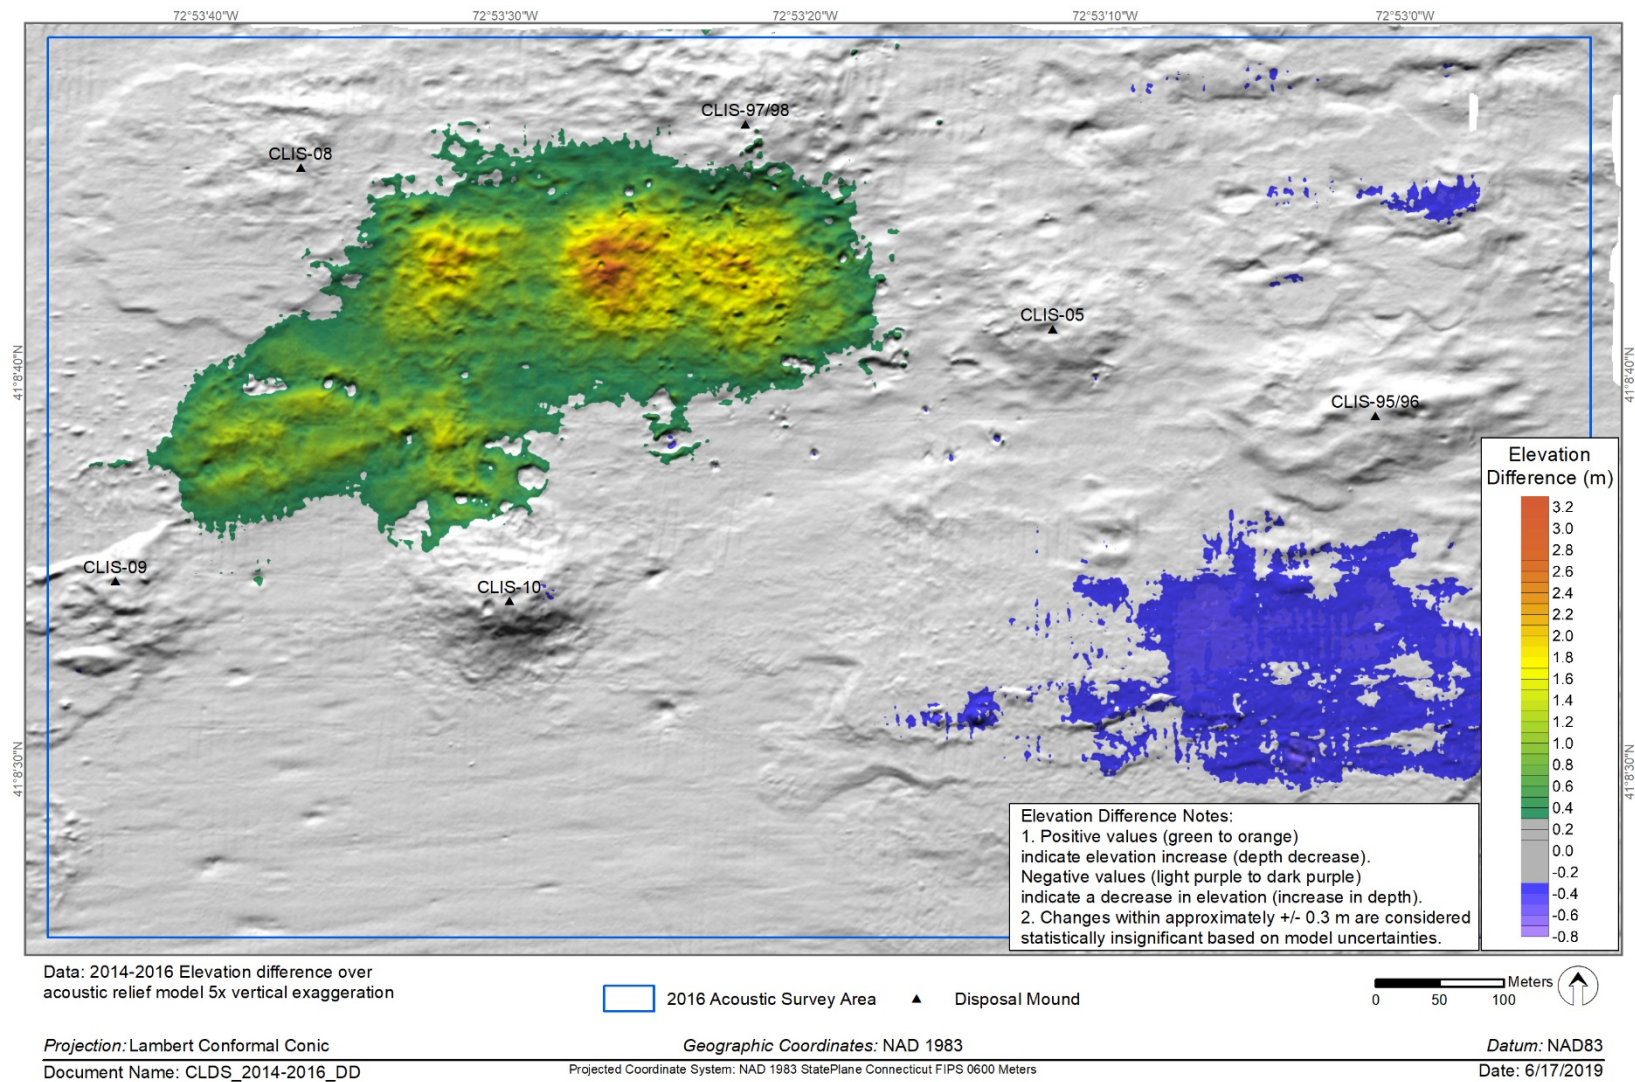 72°53'40"W
72°53'30"W
72°53'20"W
72°53'10"W
72°53'0"W
CLIS-97/98
CLIS-08
CLIS-05
41°8'40"N
41°8'40"N
CLIS-95/96
Elevation
Difference (m)
3.2
3.0
2.8
2.6
2.4
2.2
2.0
1.8
1.6
1.4
1.2
1.0
0.8
0.6
0.4
0.2
0.0
-0.2
-0.4
-0.6
-0.8
CLIS-09
CLIS-10
41°8'30"N
41°8'30"N
Elevation Difference Notes:
1. Positive values (green to orange)
indicate elevation increase (depth decrease).
Negative values (light purple to dark purple)
indicate a decrease in elevation (increase in depth).
2. Changes within approximately +/- 0.3 m are considered
statistically insignificant based on model uncertainties.
Data: 2014-2016 Elevation difference over
acoustic relief model 5x vertical exaggeration
2016 Acoustic Survey Area
Disposal Mound
Meters
0 50 100
Projection: Lambert Conformal Conic
Geographic Coordinates: NAD 1983
Datum: NAD83
Document Name: CLDS_2014-2016_DD
Projected Coordinate System: NAD 1983 StatePlane Connecticut FIPS 0600 Meters
Date: 6/17/2019